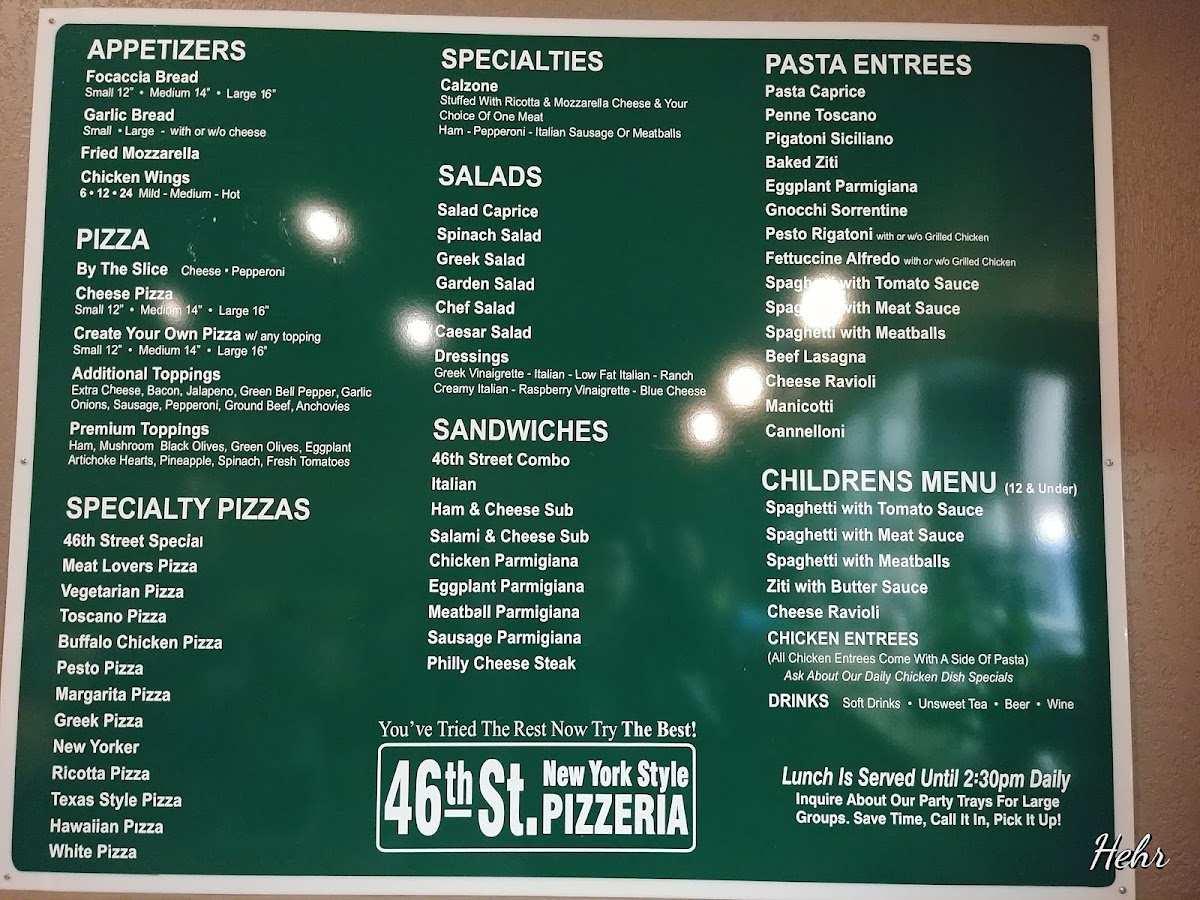 APPETIZERS
Focaccia Bread
Small 12" • Medium 14" • Large 16"
Garlic Bread
Small • Large - with or w/o cheese
Fried Mozzarella
Chicken Wings
6 • 12 • 24 Mild - Medium - Hot
PIZZA
By The Slice Cheese • Pepperoni
Cheese Pizza
Small 12" • Medium 14" • Large 16"
Create Your Own Pizza w/ any topping
Small 12" • Medium 14" • Large 16"
Additional Toppings
Extra Cheese, Bacon, Jalapeno, Green Bell Pepper, Garlic
Onions, Sausage, Pepperoni, Ground Beef, Anchovies
Premium Toppings
Ham, Mushroom Black Olives, Green Olives, Eggplant
Artichoke Hearts, Pineapple, Spinach, Fresh Tomatoes
SPECIALTY PIZZAS
46th Street Special
Meat Lovers Pizza
Vegetarian Pizza
Toscano Pizza
Buffalo Chicken Pizza
Pesto Pizza
Margarita Pizza
Greek Pizza
New Yorker
Ricotta Pizza
Texas Style Pizza
Hawaiian Pizza
White Pizza
SPECIALTIES
Calzone
Stuffed With Ricotta & Mozzarella Cheese & Your
Choice Of One Meat
Ham - Pepperoni - Italian Sausage Or Meatballs
SALADS
Salad Caprice
Spinach Salad
Greek Salad
Garden Salad
Chef Salad
Caesar Salad
Dressings
Greek Vinaigrette - Italian - Low Fat Italian - Ranch
Creamy Italian - Raspberry Vinaigrette - Blue Cheese
SANDWICHES
46th Street Combo
Italian
Ham & Cheese Sub
Salami & Cheese Sub
Chicken Parmigiana
Eggplant Parmigiana
Meatball Parmigiana
Sausage Parmigiana
Philly Cheese Steak
You've Tried The Rest Now Try The Best!
46th St. New York Style
PIZZERIA
PASTA ENTREES
Pasta Caprice
Penne Toscano
Pigatoni Siciliano
Baked Ziti
Eggplant Parmigiana
Gnocchi Sorrentine
Pesto Rigatoni with or w/o Grilled Chicken
Fettuccine Alfredo with or w/o Grilled Chicken
Spaghetti with Tomato Sauce
Spaghetti with Meat Sauce
Spaghetti with Meatballs
Beef Lasagna
Cheese Ravioli
Manicotti
Cannelloni
CHILDRENS MENU (12 & Under)
Spaghetti with Tomato Sauce
Spaghetti with Meat Sauce
Spaghetti with Meatballs
Ziti with Butter Sauce
Cheese Ravioli
CHICKEN ENTREES
(All Chicken Entrees Come With A Side Of Pasta)
Ask About Our Daily Chicken Dish Specials
DRINKS Soft Drinks • Unsweet Tea • Beer • Wine
Lunch Is Served Until 2:30pm Daily
Inquire About Our Party Trays For Large
Groups. Save Time, Call It In, Pick It Up!
Hehr